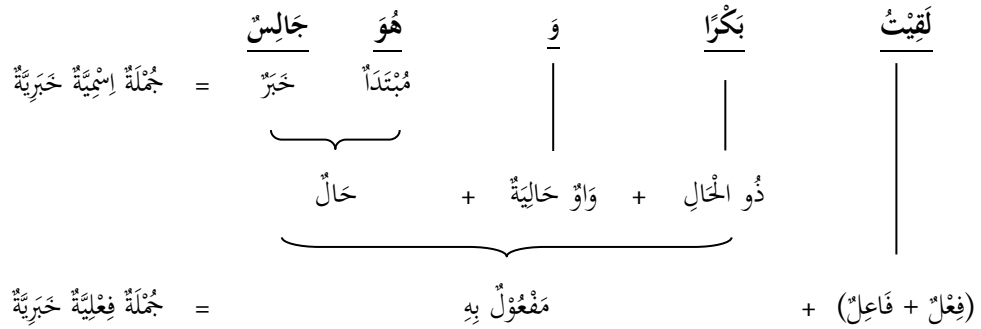 لَقِيْتُ بَكْرًا وَ هُوَ جَالِسٌ
مُبْتَدَاٌ خَبَرٌ = جُمْلَةٌ اِسْمِيَّةٌ خَبَرِيَّةٌ
ذُو الْحَالِ + وَاوٌ حَالِيَةٌ + حَالٌ
(فِعْلٌ + فَاعِلٌ) + مَفْعُوْلٌ بِهِ = جُمْلَةٌ فِعْلِيَّةٌ خَبَرِيَّةٌ